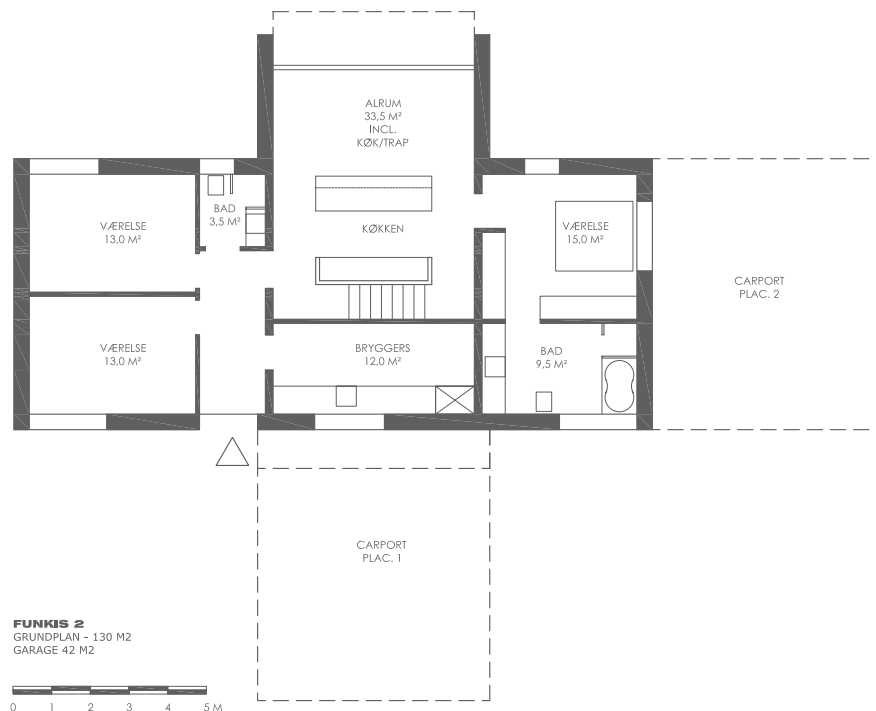 ALRUM
33,5 M²
INCL.
KØK/TRAP
BAD
3,5 M²
VÆRELSE
13,0 M²
KØKKEN
VÆRELSE
15,0 M²
CARPORT
PLAC. 2
VÆRELSE
13,0 M²
BRYGGERS
12,0 M²
BAD
9,5 M²
CARPORT
PLAC. 1
FUNKIS 2
GRUNDPLAN - 130 M2
GARAGE 42 M2
0 1 2 3 4 5 M